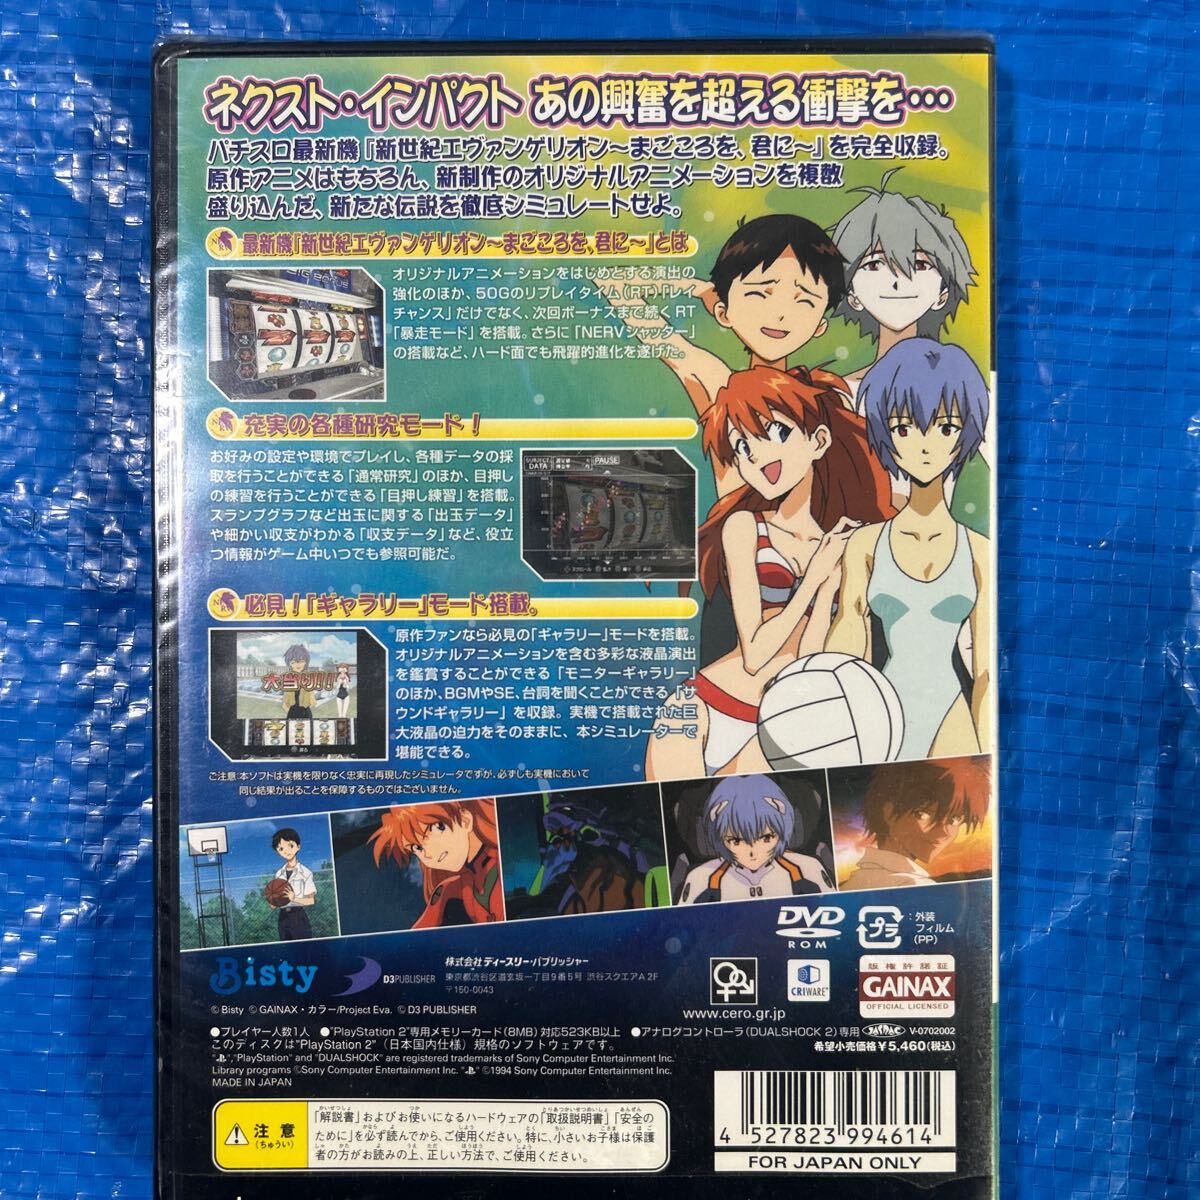 ネクスト・インパクト あの興奮を超える衝撃を…
パチスロ最新機『新世紀エヴァンゲリオン～まごころを、君に～』を完全収録。
原作アニメはもちろん、新制作のオリジナルアニメーションを複数
盛り込んだ、新たな伝説を徹底シミュレートせよ。
最新機『新世紀エヴァンゲリオン～まごころを、君に～』とは
オリジナルアニメーションをはじめとする演出の
強化のほか、50Gのリプレイタイム(RT)「レイ
チャンス」だけでなく、次回ボーナスまで続くRT
「暴走モード」を搭載。さらに「NERVシャッター」
の搭載など、ハード面でも飛躍的進化を遂げた。
充実の各種研究モード！
お好みの設定や環境でプレイし、各種データの採
取を行うことができる「通常研究」のほか、目押し
の練習を行うことができる「目押し練習」を搭載。
スランプグラフなど出玉に関する「出玉データ」
や細かい収支がわかる「収支データ」など、役立
つ情報がゲーム中いつでも参照可能だ。
SUBJECT
DATA
PAUSE
必見！「ギャラリー」モード搭載。
大当り!!
原作ファンなら必見の「ギャラリー」モードを搭載。
オリジナルアニメーションを含む多彩な液晶演出
を鑑賞することができる「モニターギャラリー」
のほか、BGMやSE、台詞を聞くことができる「サ
ウンドギャラリー」を収録。実機で搭載された巨
大液晶の迫力をそのままに、本シミュレーターで
堪能できる。
ご注意:本ソフトは実機を限りなく忠実に再現したシミュレータですが、必ずしも実機において
同じ結果が出ることを保障するものではございません。
DVD
ROM
プラ
:外装
フィルム
(PP)
Bisty
D3PUBLISHER
株式会社 ディースリー・パブリッシャー
東京都渋谷区道玄坂一丁目9番5号 渋谷スクエアA 2F
〒150-0043
www.cero.gr.jp
CRIWARE
版権許諾証
GAINAX
OFFICIAL LICENSED
© Bisty © GAINAX・カラー/Project Eva. © D3 PUBLISHER
●プレイヤー人数1人 ●"PlayStation 2"専用メモリーカード(8MB)対応523KB以上 ●アナログコントローラ(DUALSHOCK 2)専用 V-0702002
このディスクは"PlayStation 2"（日本国内仕様）規格のソフトウェアです。 希望小売価格￥5,460(税込)
"PS","PlayStation" and "DUALSHOCK" are registered trademarks of Sony Computer Entertainment Inc.
Library programs ©Sony Computer Entertainment Inc. "PS" ©1994 Sony Computer Entertainment Inc.
MADE IN JAPAN
注意
(ちゅうい)
「解説書」およびお使いになるハードウェアの「取扱説明書」「安全の
ために」を必ず読んでから、ご使用ください。特に、小さいお子様は保護
者の方がお読みの上、正しい方法で、ご使用ください。
4 527823 994614
FOR JAPAN ONLY